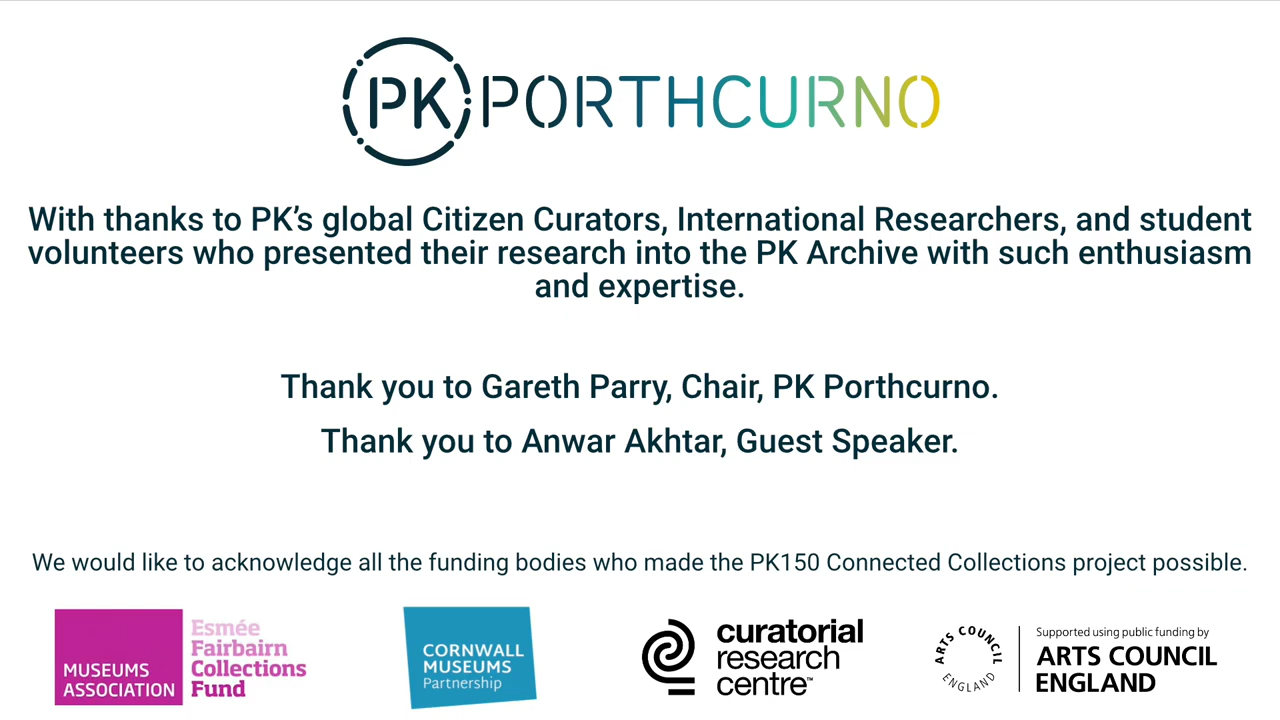 PK PORTHCURNO
With thanks to PK’s global Citizen Curators, International Researchers, and student
volunteers who presented their research into the PK Archive with such enthusiasm
and expertise.
Thank you to Gareth Parry, Chair, PK Porthcurno.
Thank you to Anwar Akhtar, Guest Speaker.
We would like to acknowledge all the funding bodies who made the PK150 Connected Collections project possible.
MUSEUMS
ASSOCIATION
Esmée
Fairbairn
Collections
Fund
CORNWALL
MUSEUMS
Partnership
curatorial
research
centre™
ARTS COUNCIL
ENGLAND
Supported using public funding by
ARTS COUNCIL
ENGLAND